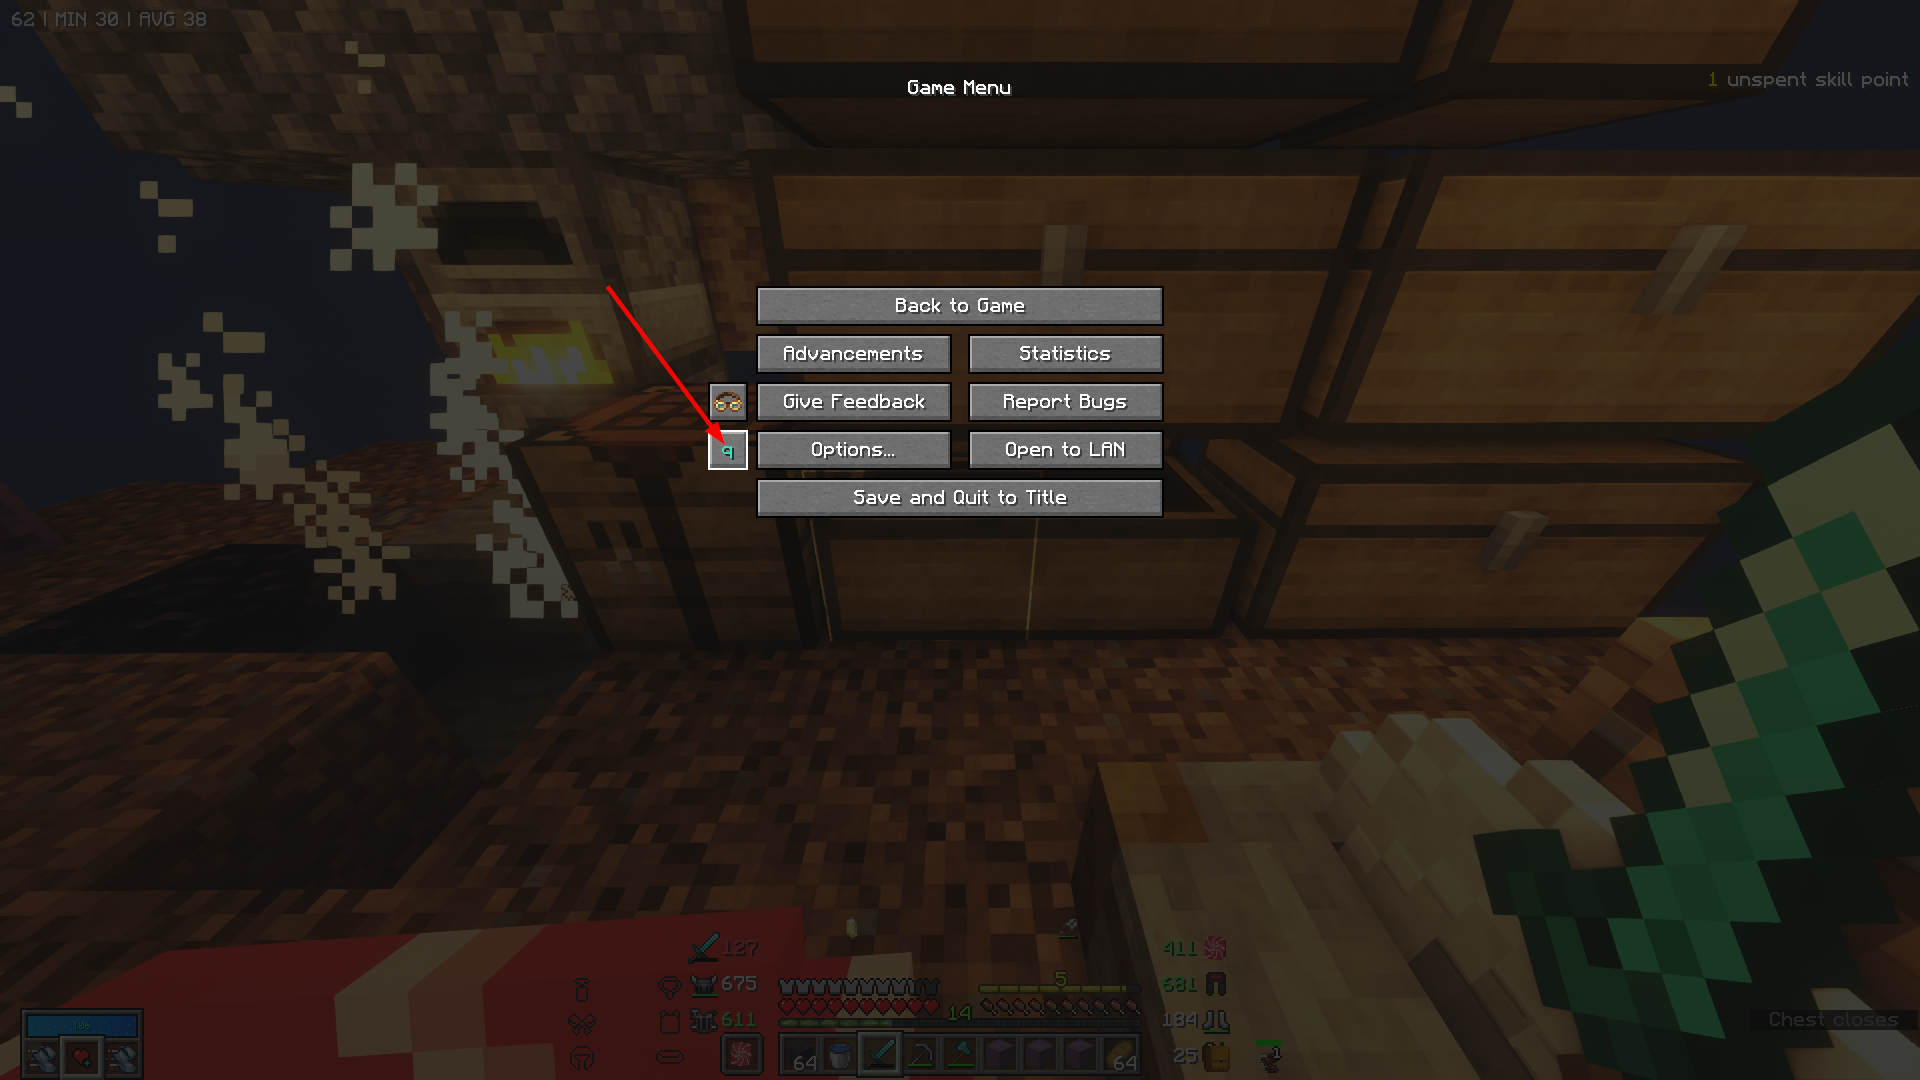 62 | MIN 30 | AVG 38
Game Menu
1 unspent skill point
Back to Game
Advancements
Statistics
Give Feedback
Report Bugs
q
Options...
Open to LAN
Save and Quit to Title
127
411
675
5
681
611
14
184
Chest closes
64
64
25
1